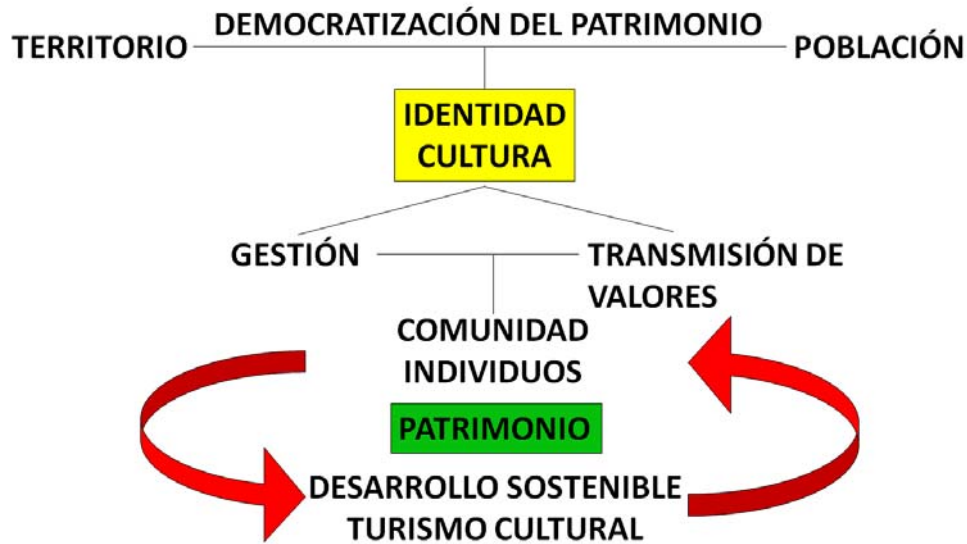 DEMOCRATIZACIÓN DEL PATRIMONIO
TERRITORIO
POBLACIÓN
IDENTIDAD
CULTURA
GESTIÓN
TRANSMISIÓN DE
VALORES
COMUNIDAD
INDIVIDUOS
PATRIMONIO
DESARROLLO SOSTENIBLE
TURISMO CULTURAL